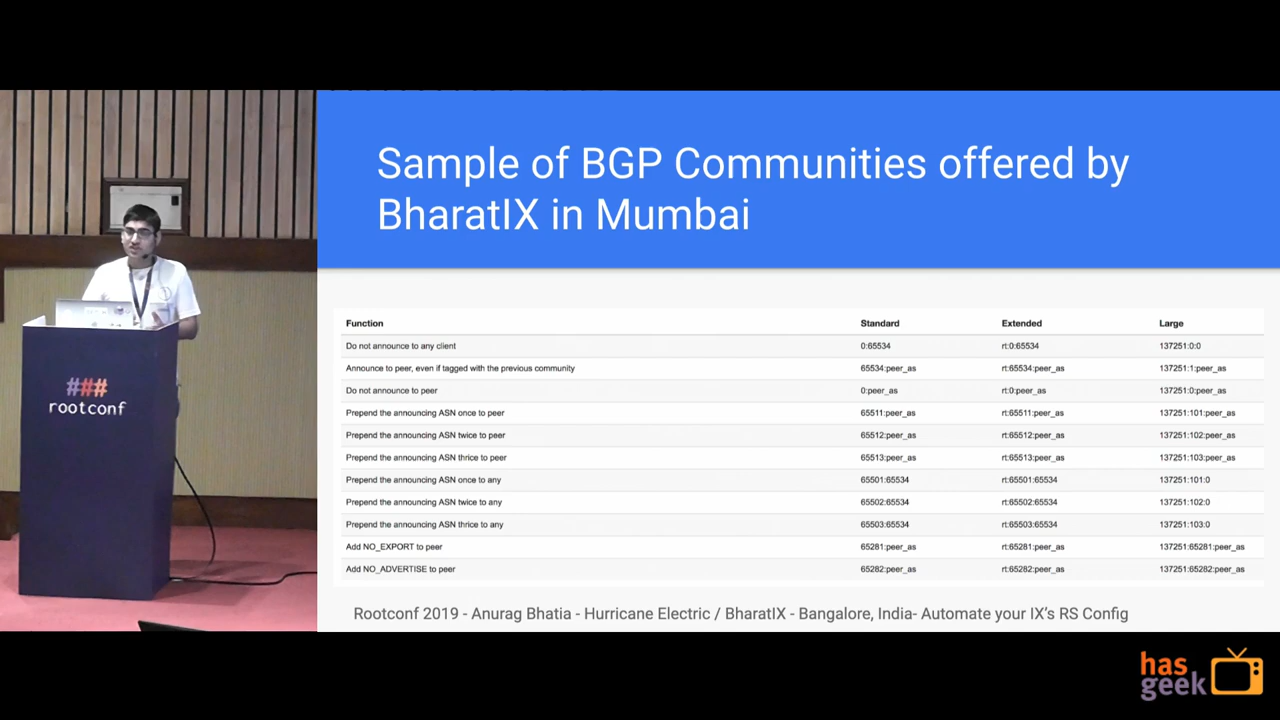 Sample of BGP Communities offered by
BharatIX in Mumbai
Function Standard Extended Large
Do not announce to any client 0:65534 rt:0:65534 137251:0:0
Announce to peer, even if tagged with the previous community 65534:peer_as rt:65534:peer_as 137251:1:peer_as
Do not announce to peer 0:peer_as rt:0:peer_as 137251:0:peer_as
Prepend the announcing ASN once to peer 65511:peer_as rt:65511:peer_as 137251:101:peer_as
Prepend the announcing ASN twice to peer 65512:peer_as rt:65512:peer_as 137251:102:peer_as
Prepend the announcing ASN thrice to peer 65513:peer_as rt:65513:peer_as 137251:103:peer_as
Prepend the announcing ASN once to any 65501:65534 rt:65501:65534 137251:101:0
Prepend the announcing ASN twice to any 65502:65534 rt:65502:65534 137251:102:0
Prepend the announcing ASN thrice to any 65503:65534 rt:65503:65534 137251:103:0
Add NO_EXPORT to peer 65281:peer_as rt:65281:peer_as 137251:65281:peer_as
Add NO_ADVERTISE to peer 65282:peer_as rt:65282:peer_as 137251:65282:peer_as
Rootconf 2019 - Anurag Bhatia - Hurricane Electric / BharatIX - Bangalore, India- Automate your IX's RS Config
###
rootconf
has
geek